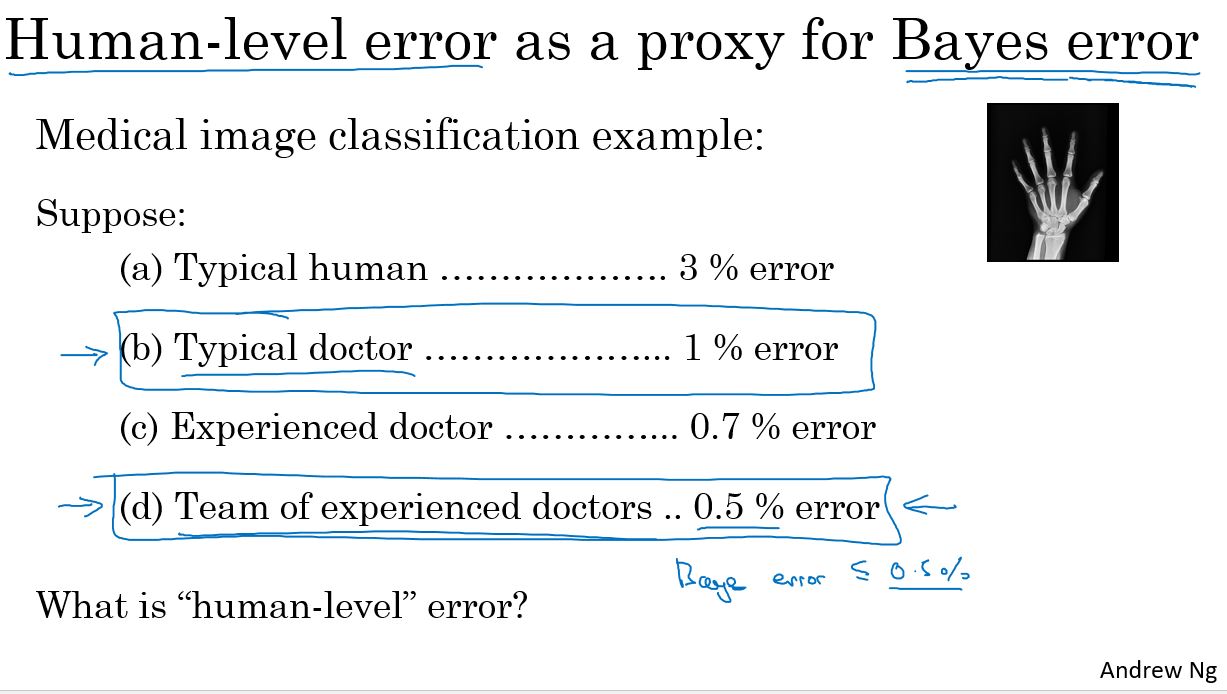 Human-level error as a proxy for Bayes error
Medical image classification example:
Suppose:
(a) Typical human ................... 3 % error
(b) Typical doctor ..................... 1 % error
(c) Experienced doctor ............... 0.7 % error
(d) Team of experienced doctors .. 0.5 % error
Baye error ≤ 0.5%
What is “human-level” error?
Andrew Ng